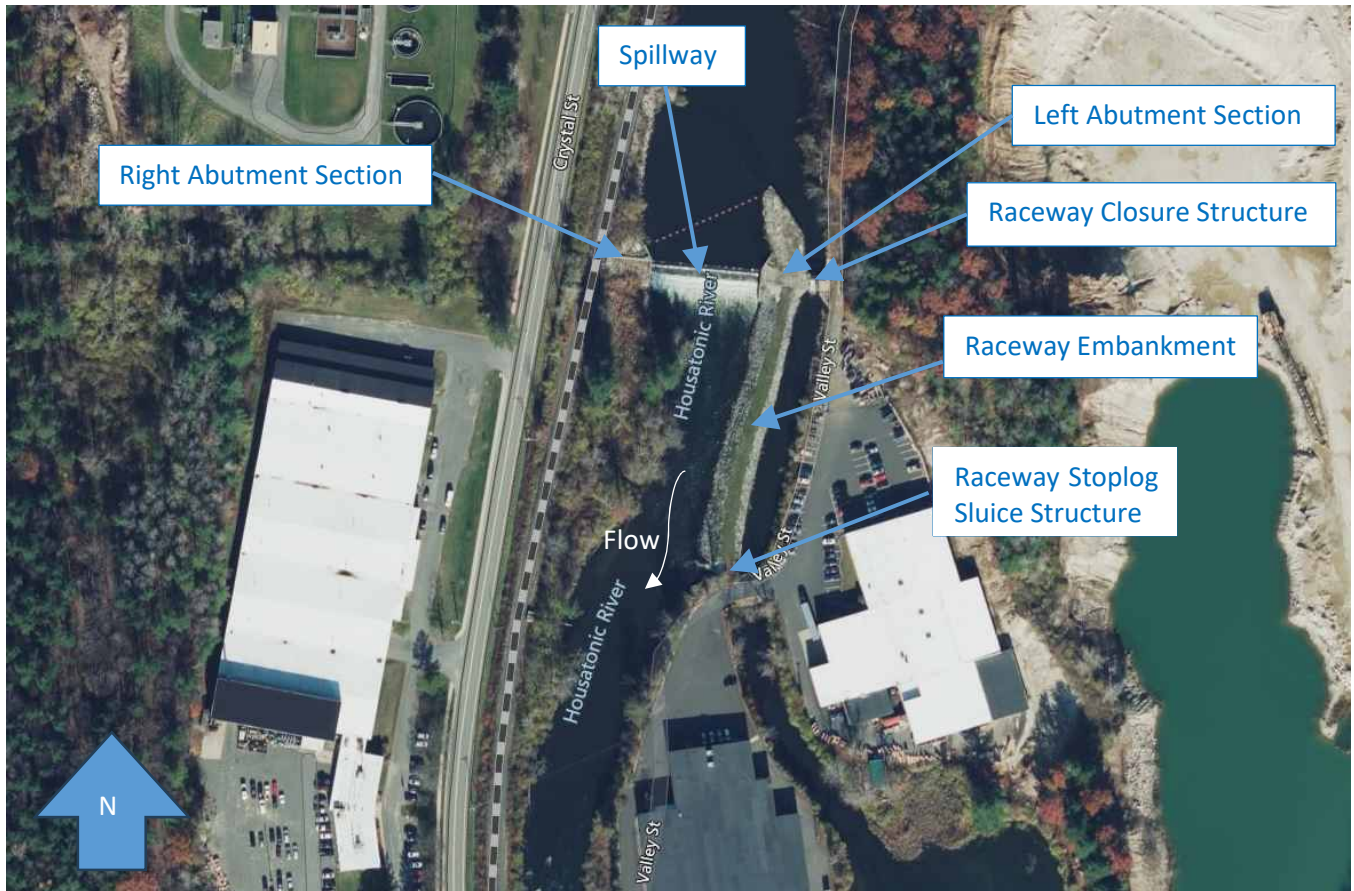 Spillway
Left Abutment Section
Crystal St
Right Abutment Section
Raceway Closure Structure
Housatonic River
Raceway Embankment
Valley St
Raceway Stoplog
Sluice Structure
Flow
Valley St
Housatonic River
N
Valley St